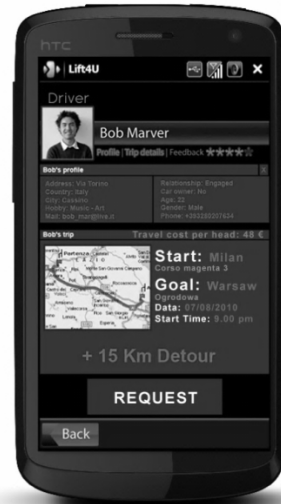 htc
Lift4U
Driver
Bob Marver
Profile | Trip details | Feedback
Bob's profile X
Address: Via Torino
Country: Italy
City: Cassino
Hobby: Music - Art
Relationship: Engaged
Car owner: No
Age: 22
Gender: Male
Bob's trip Travel cost per head: 48 €
Start: Milan
Corso magenta 3
Goal: Warsaw
Ogrodowa
Data: 07/08/2010
Start Time: 9.00 pm
+ 15 Km Detour
REQUEST
Back